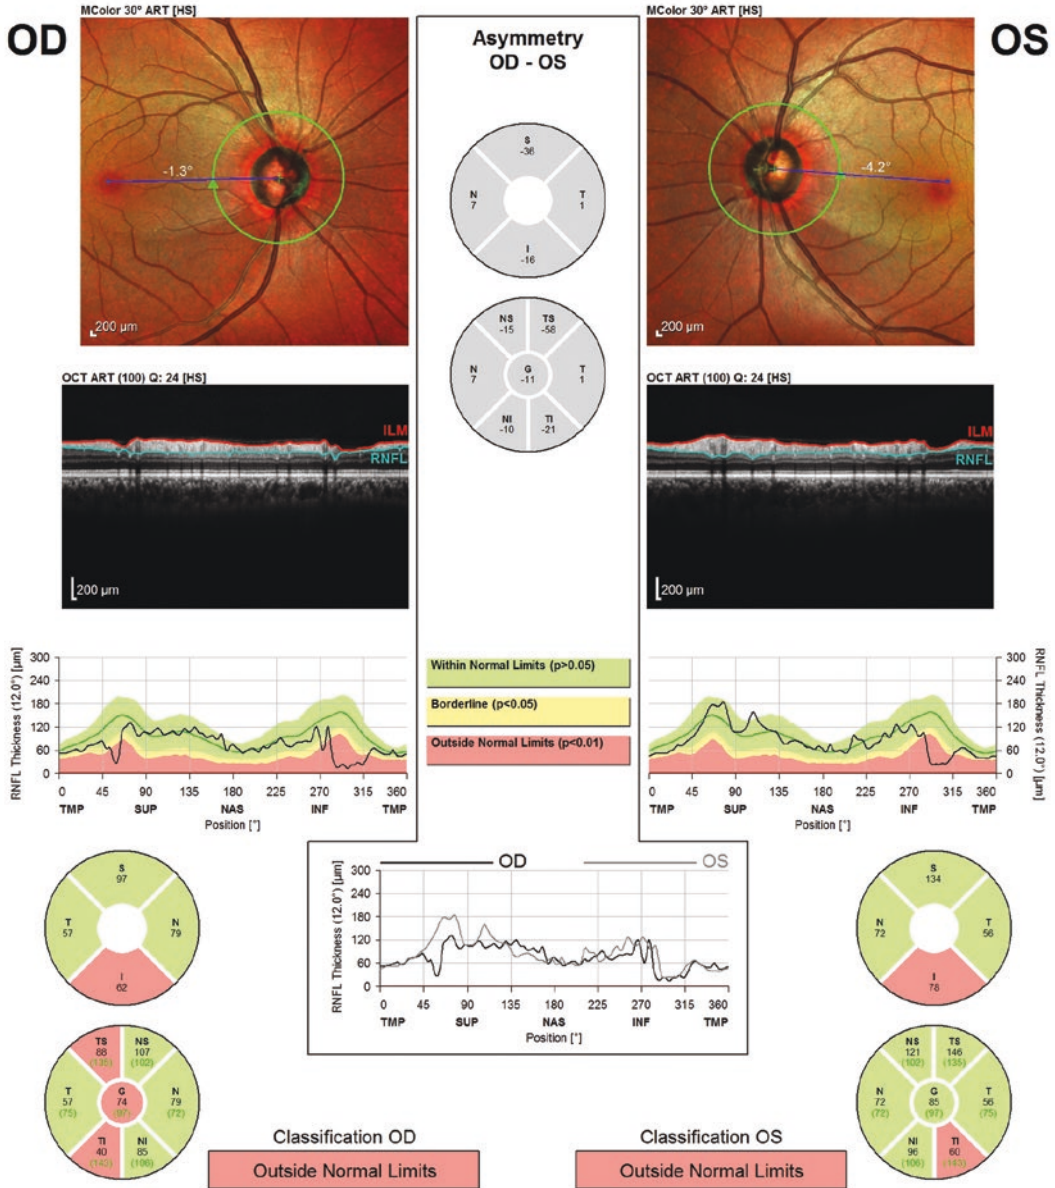 MColor 30° ART [HS]
OD
-1.3°
200 µm
Asymmetry
OD - OS
MColor 30° ART [HS]
OS
-4.2°
200 µm
S
-36
N
7
T
1
I
-16
NS
-15
TS
-58
N
7
G
-11
T
1
NI
-10
TI
-21
OCT ART (100) Q: 24 [HS]
ILM
RNFL
200 µm
OCT ART (100) Q: 24 [HS]
ILM
RNFL
200 µm
RNFL Thickness (12.0°) [µm]
300
240
180
120
60
0
0 45 90 135 180 225 270 315 360
TMP SUP NAS INF TMP
Position [°]
Within Normal Limits (p>0.05)
Borderline (p<0.05)
Outside Normal Limits (p<0.01)
300
240
180
120
60
0
RNFL Thickness (12.0°) [µm]
0 45 90 135 180 225 270 315 360
TMP SUP NAS INF TMP
Position [°]
S
97
T
57
N
79
I
62
OD
OS
RNFL Thickness (12.0°) [µm]
300
240
180
120
60
0
0 45 90 135 180 225 270 315 360
TMP SUP NAS INF TMP
Position [°]
S
134
N
72
T
56
I
78
TS
88
(135)
NS
107
(102)
T
57
(75)
G
74
(97)
N
79
(72)
TI
40
(143)
NI
85
(106)
Classification OD
Outside Normal Limits
Classification OS
Outside Normal Limits
NS
121
(102)
TS
146
(135)
N
72
(72)
G
85
(97)
T
56
(75)
NI
96
(106)
TI
60
(143)